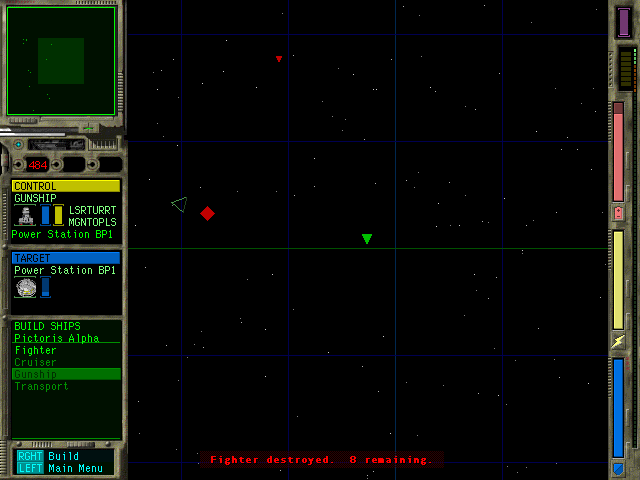 484
CONTROL
GUNSHIP
LSRTURRT
MGNTOPLS
Power Station BP1
TARGET
Power Station BP1
BUILD SHIPS
Pictoris Alpha
Fighter
Cruiser
Gunship
Transport
RGHT Build
LEFT Main Menu
Fighter destroyed. 8 remaining.